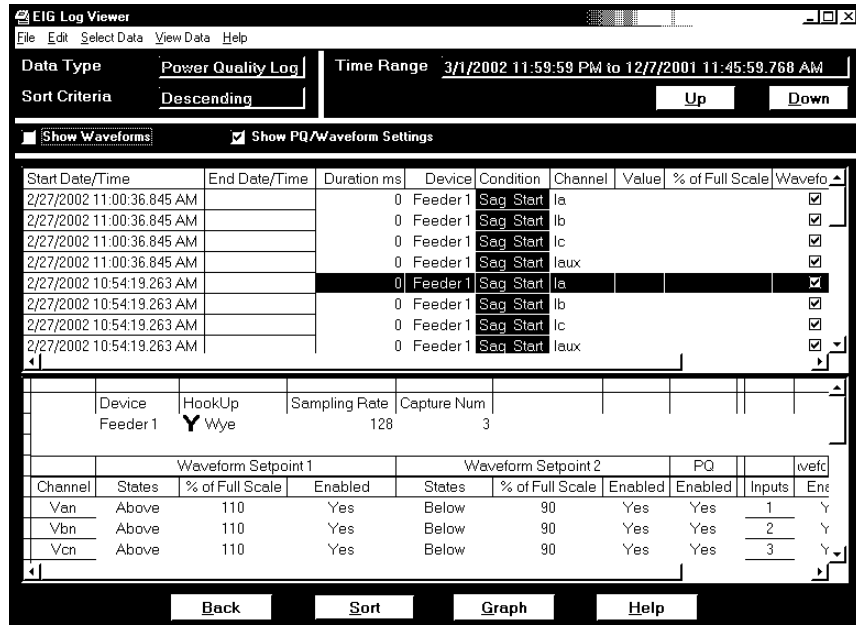 EIG Log Viewer
File Edit Select Data View Data Help
Data Type Power Quality Log Time Range 3/1/2002 11:59:59 PM to 12/7/2001 11:45:59.768 AM
Sort Criteria Descending Up Down
Show Waveforms Show PQ/Waveform Settings
Start Date/Time End Date/Time Duration ms Device Condition Channel Value % of Full Scale Wavefo
2/27/2002 11:00:36.845 AM 0 Feeder 1 Sag Start Ia
2/27/2002 11:00:36.845 AM 0 Feeder 1 Sag Start Ib
2/27/2002 11:00:36.845 AM 0 Feeder 1 Sag Start Ic
2/27/2002 11:00:36.845 AM 0 Feeder 1 Sag Start Iaux
2/27/2002 10:54:19.263 AM 0 Feeder 1 Sag Start Ia
2/27/2002 10:54:19.263 AM 0 Feeder 1 Sag Start Ib
2/27/2002 10:54:19.263 AM 0 Feeder 1 Sag Start Ic
2/27/2002 10:54:19.263 AM 0 Feeder 1 Sag Start Iaux
Device HookUp Sampling Rate Capture Num
Feeder 1 Y Wye 128 3
Waveform Setpoint 1 Waveform Setpoint 2 PQ
Channel States % of Full Scale Enabled States % of Full Scale Enabled Enabled Inputs Ena
Van Above 110 Yes Below 90 Yes Yes 1 Y
Vbn Above 110 Yes Below 90 Yes Yes 2 Y
Vcn Above 110 Yes Below 90 Yes Yes 3 Y
Back Sort Graph Help